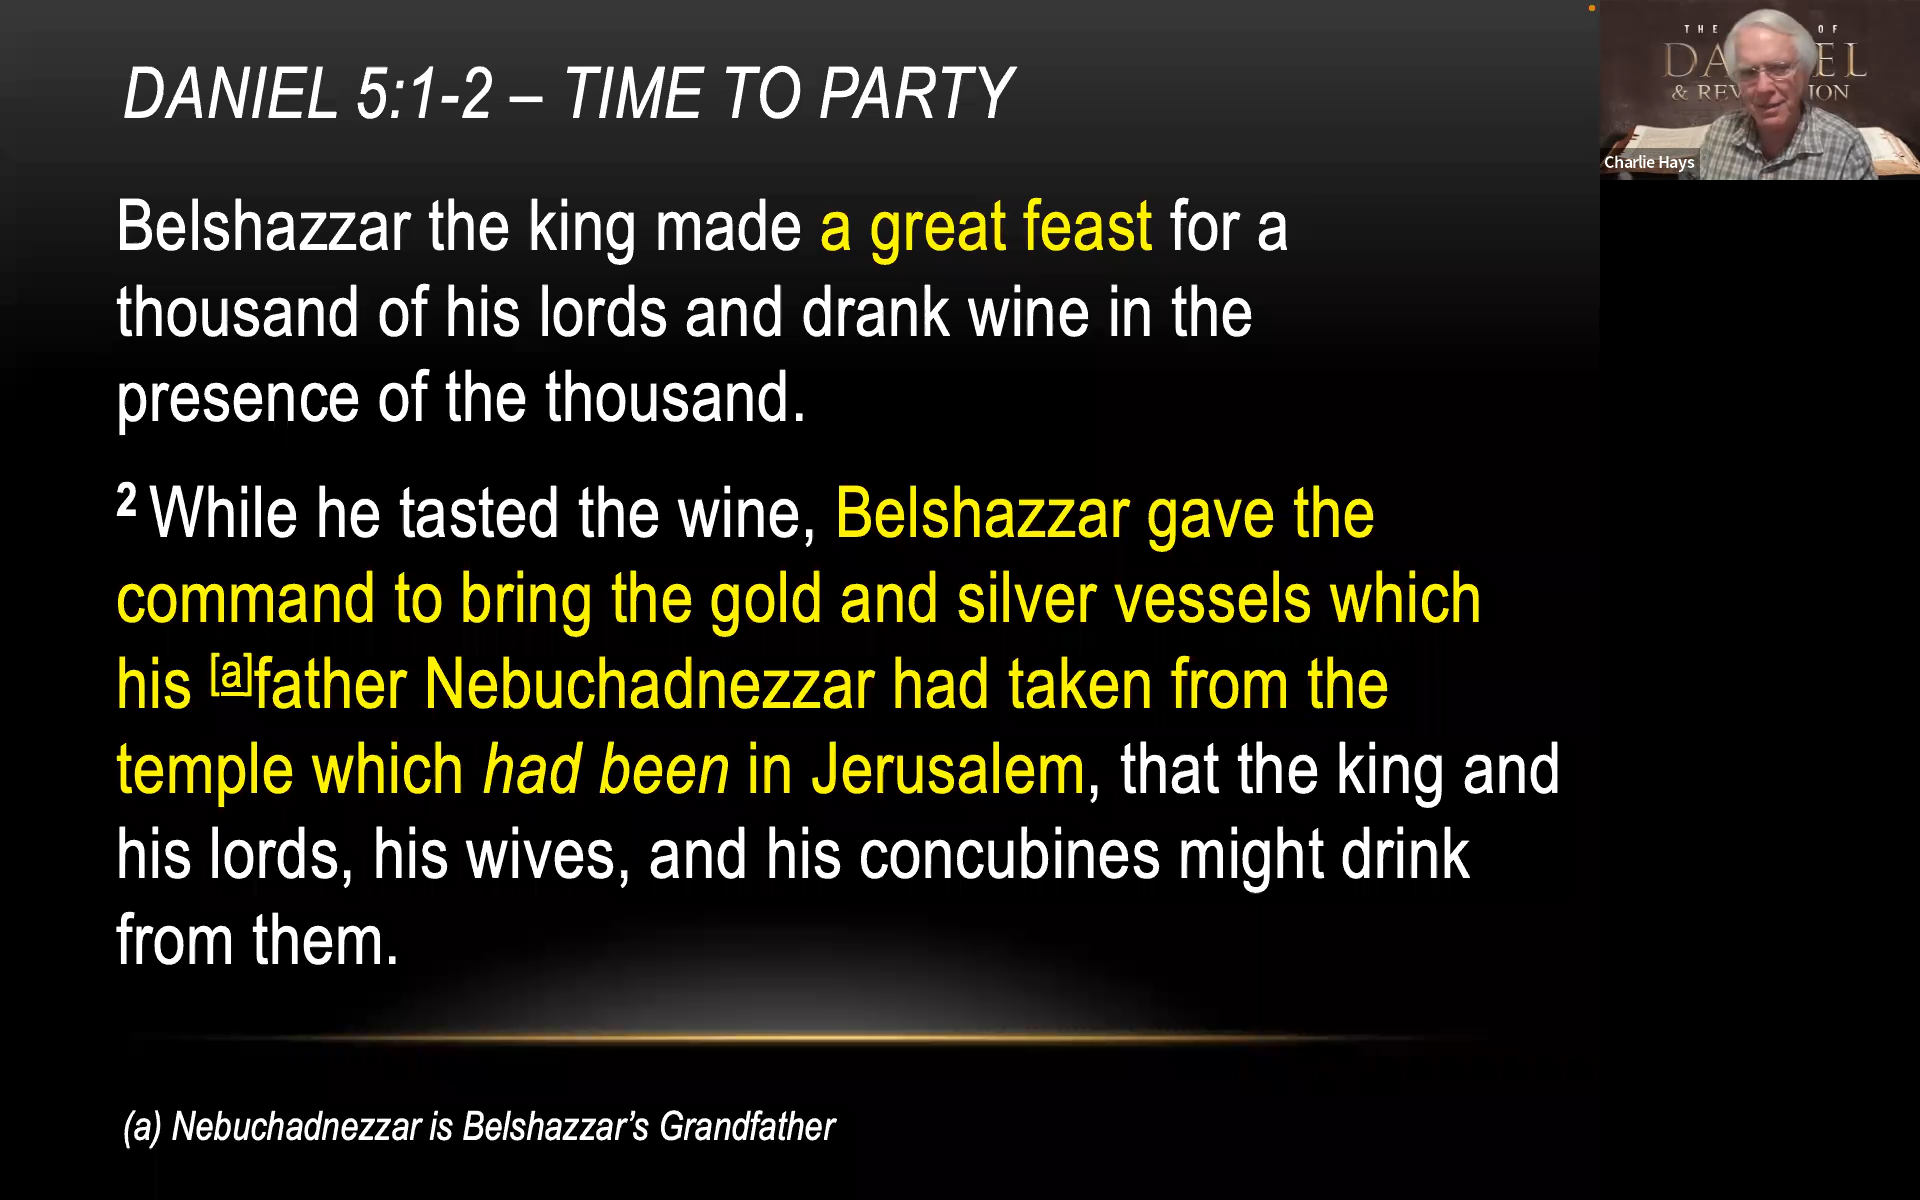 DANIEL 5:1-2 – TIME TO PARTY
Belshazzar the king made a great feast for a
thousand of his lords and drank wine in the
presence of the thousand.
2 While he tasted the wine, Belshazzar gave the
command to bring the gold and silver vessels which
his [a]father Nebuchadnezzar had taken from the
temple which had been in Jerusalem, that the king and
his lords, his wives, and his concubines might drink
from them.
(a) Nebuchadnezzar is Belshazzar’s Grandfather
THE
Charlie Hays